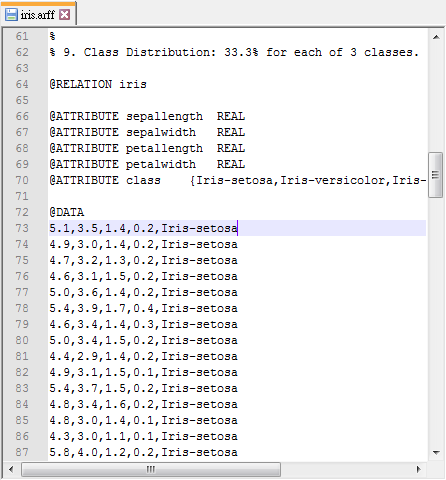 iris.arff
61 %
62 % 9. Class Distribution: 33.3% for each of 3 classes.
63
64 @RELATION iris
65
66 @ATTRIBUTE sepallength  REAL
67 @ATTRIBUTE sepalwidth   REAL
68 @ATTRIBUTE petallength  REAL
69 @ATTRIBUTE petalwidth   REAL
70 @ATTRIBUTE class    {Iris-setosa,Iris-versicolor,Iris-
71
72 @DATA
73 5.1,3.5,1.4,0.2,Iris-setosa
74 4.9,3.0,1.4,0.2,Iris-setosa
75 4.7,3.2,1.3,0.2,Iris-setosa
76 4.6,3.1,1.5,0.2,Iris-setosa
77 5.0,3.6,1.4,0.2,Iris-setosa
78 5.4,3.9,1.7,0.4,Iris-setosa
79 4.6,3.4,1.4,0.3,Iris-setosa
80 5.0,3.4,1.5,0.2,Iris-setosa
81 4.4,2.9,1.4,0.2,Iris-setosa
82 4.9,3.1,1.5,0.1,Iris-setosa
83 5.4,3.7,1.5,0.2,Iris-setosa
84 4.8,3.4,1.6,0.2,Iris-setosa
85 4.8,3.0,1.4,0.1,Iris-setosa
86 4.3,3.0,1.1,0.1,Iris-setosa
87 5.8,4.0,1.2,0.2,Iris-setosa